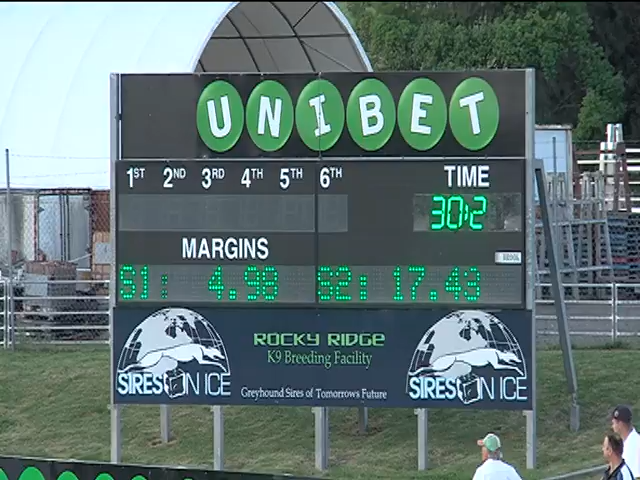 UNIBET
1ST 2ND 3RD 4TH 5TH 6TH TIME
30:2
MARGINS
S1: 4.98 S2: 17.43
ROCKY RIDGE
K9 Breeding Facility
SIRES ON ICE
Greyhound Sires of Tomorrows Future
SIRES ON ICE